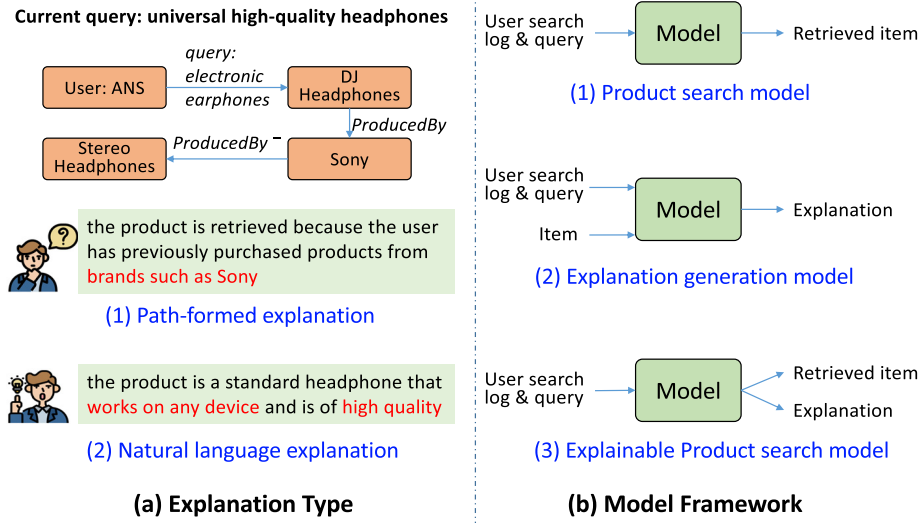 Current query: universal high-quality headphones
User: ANS
query:
electronic
earphones
DJ
Headphones
ProducedBy
Sony
ProducedBy −
Stereo
Headphones
the product is retrieved because the user
has previously purchased products from
brands such as Sony
(1) Path-formed explanation
the product is a standard headphone that
works on any device and is of high quality
(2) Natural language explanation
(a) Explanation Type
User search
log & query
Model
Retrieved item
(1) Product search model
User search
log & query
Item
Model
Explanation
(2) Explanation generation model
User search
log & query
Model
Retrieved item
Explanation
(3) Explainable Product search model
(b) Model Framework